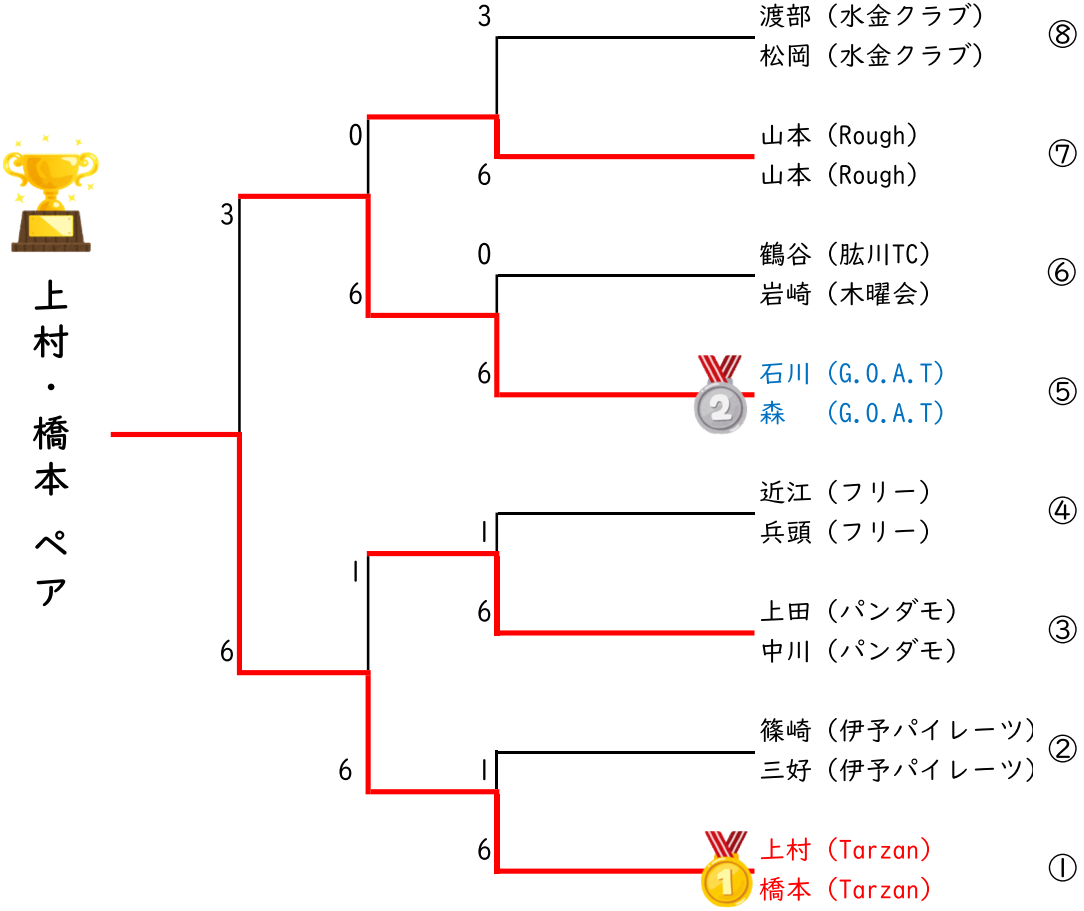 3
渡部（水金クラブ）
松岡（水金クラブ）
⑧
0
山本（Rough）
山本（Rough）
⑦
6
3
0
鶴谷（肱川TC）
岩崎（木曜会）
⑥
6
6
石川（G.O.A.T）
森　（G.O.A.T）
⑤
2
上村・橋本 ペア
1
近江（フリー）
兵頭（フリー）
④
1
6
上田（パンダモ）
中川（パンダモ）
③
6
1
篠崎（伊予パイレーツ）
三好（伊予パイレーツ）
②
6
6
上村（Tarzan）
橋本（Tarzan）
①
1